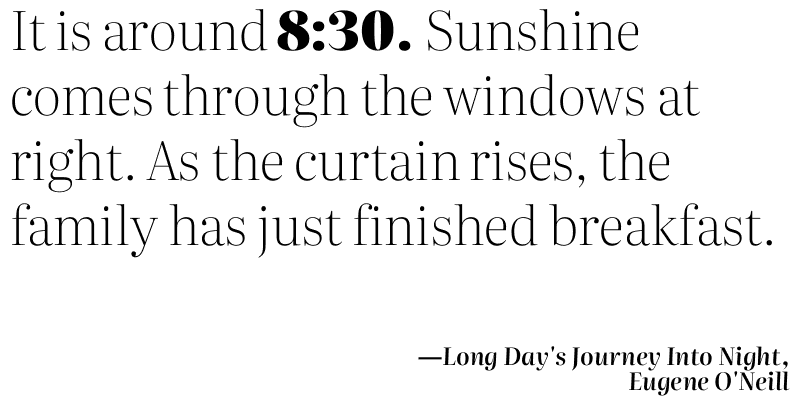 It is around 8:30. Sunshine
comes through the windows at
right. As the curtain rises, the
family has just finished breakfast.
—Long Day's Journey Into Night,
Eugene O'Neill